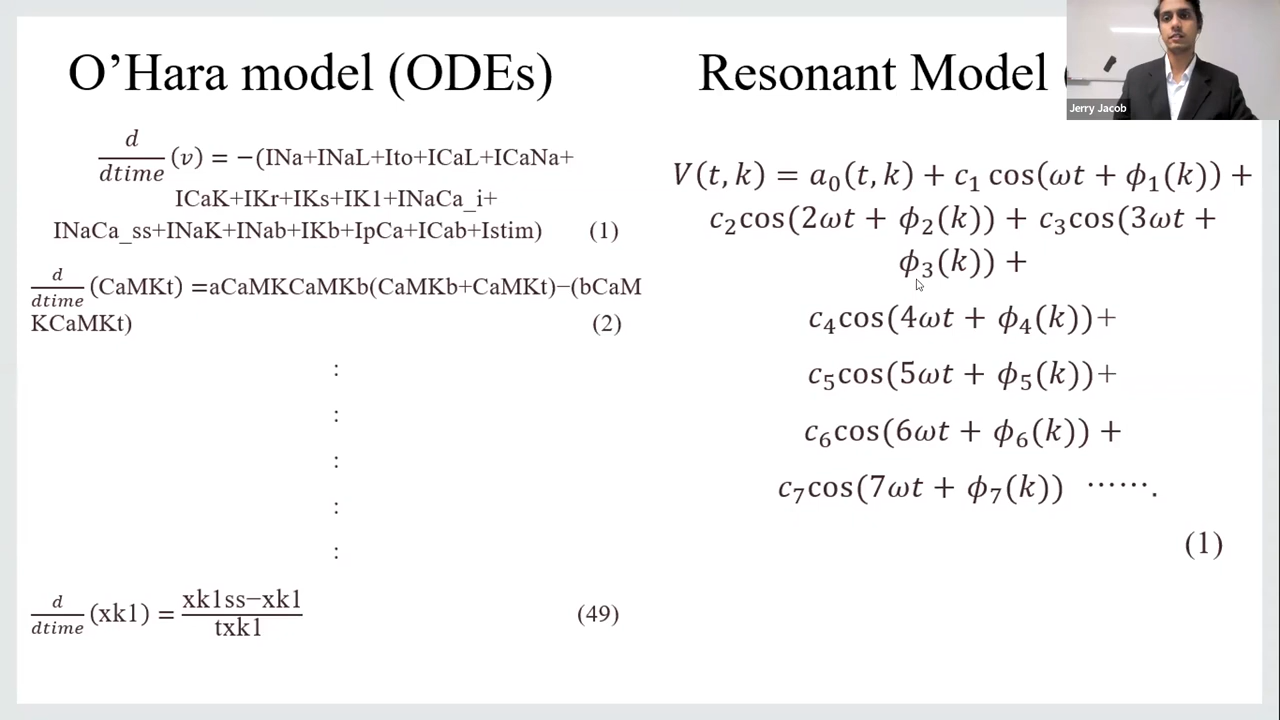 O’Hara model (ODEs)
d/dtime (v) = −(INa+INaL+Ito+ICaL+ICaNa+
ICaK+IKr+IKs+IK1+INaCa_i+
INaCa_ss+INaK+INab+IKb+IpCa+ICab+Istim) (1)
d/dtime (CaMKt) =aCaMKCaMKb(CaMKb+CaMKt)−(bCaM
KCaMKt) (2)
:
:
:
:
:
d/dtime (xk1) = xk1ss−xk1/txk1 (49)
Resonant Model (
V(t, k) = a₀(t, k) + c₁ cos(ωt + ϕ₁(k)) +
c₂cos(2ωt + ϕ₂(k)) + c₃cos(3ωt +
ϕ₃(k)) +
c₄cos(4ωt + ϕ₄(k))+
c₅cos(5ωt + ϕ₅(k))+
c₆cos(6ωt + ϕ₆(k)) +
c₇cos(7ωt + ϕ₇(k)) ⋯⋯.
(1)
Jerry Jacob